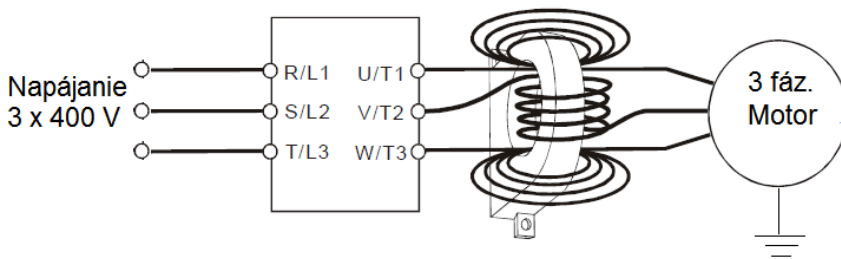 Napájanie
3 x 400 V
R/L1 U/T1
S/L2 V/T2
T/L3 W/T3
3 fáz.
Motor